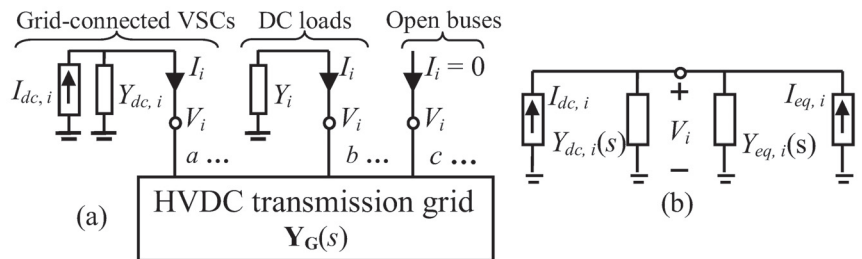 Grid-connected VSCs DC loads Open buses
I_{dc, i} Y_{dc, i} I_i Y_i I_i I_i = 0
V_i V_i V_i
a ... b ... c ...
(a) HVDC transmission grid
Y_G(s)
I_{dc, i} + I_{eq, i}
Y_{dc, i}(s) V_i Y_{eq, i}(s)
−
(b)